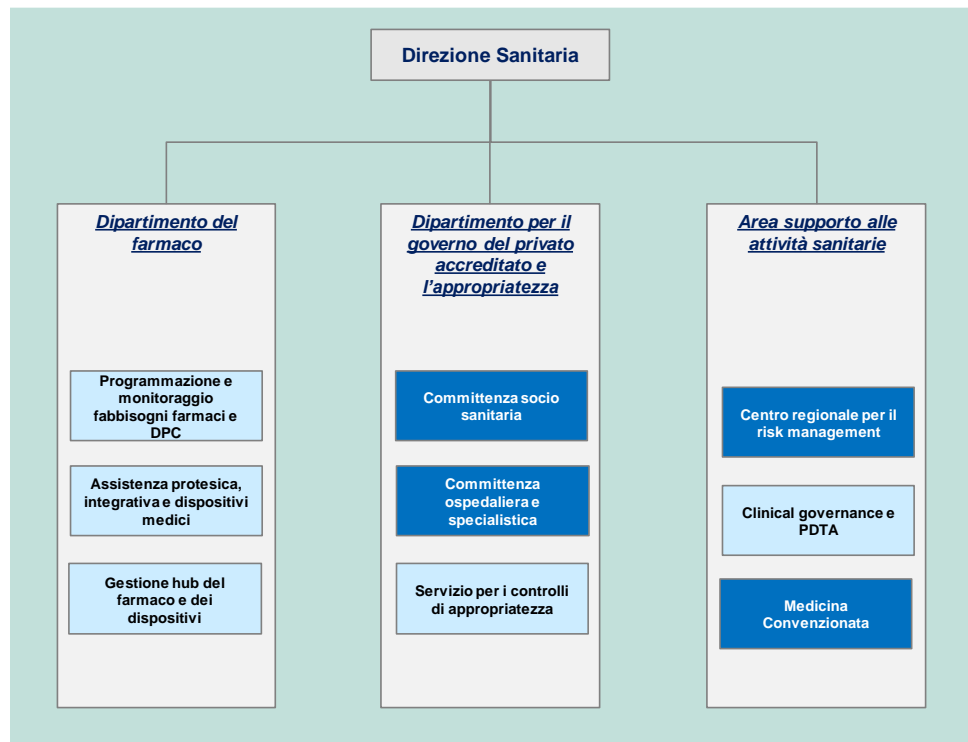 Direzione Sanitaria
Dipartimento del
farmaco
Programmazione e
monitoraggio
fabbisogni farmaci e
DPC
Assistenza protesica,
integrativa e dispositivi
medici
Gestione hub del
farmaco e dei
dispositivi
Dipartimento per il
governo del privato
accreditato e
l'appropriatezza
Committenza socio
sanitaria
Committenza
ospedaliera e
specialistica
Servizio per i controlli
di appropriatezza
Area supporto alle
attività sanitarie
Centro regionale per il
risk management
Clinical governance e
PDTA
Medicina
Convenzionata